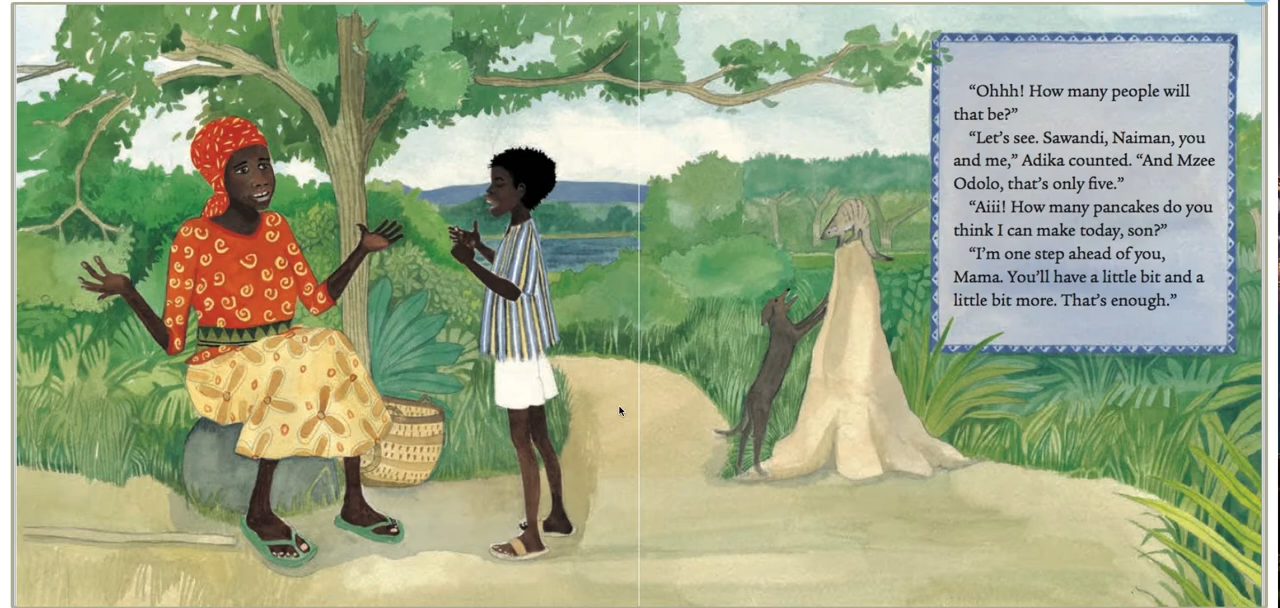 “Ohhh! How many people will
that be?”
“Let’s see. Sawandi, Naiman, you
and me,” Adika counted. “And Mzee
Odolo, that’s only five.”
“Aiii! How many pancakes do you
think I can make today, son?”
“I’m one step ahead of you,
Mama. You’ll have a little bit and a
little bit more. That’s enough.”